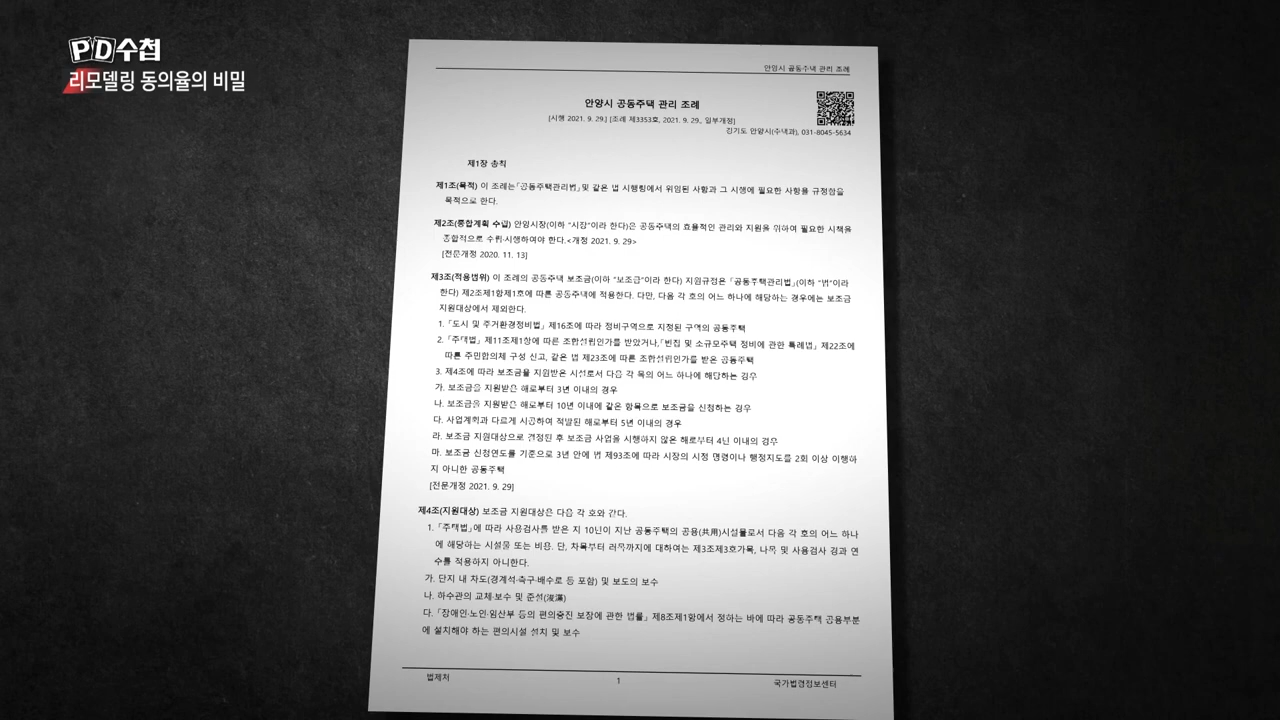 PD수첩
리모델링 동의율의 비밀
안양시 공동주택 관리 조례
안양시 공동주택 관리 조례
[시행 2021. 9. 29.] [조례 제3353호, 2021. 9. 29., 일부개정]
경기도 안양시(주택과), 031-8045-5634
제1장 총칙
제1조(목적) 이 조례는 「공동주택관리법」 및 같은 법 시행령에서 위임된 사항과 그 시행에 필요한 사항을 규정함을
목적으로 한다.
제2조(종합계획 수립) 안양시장(이하 "시장"이라 한다)은 공동주택의 효율적인 관리와 지원을 위하여 필요한 시책을
종합적으로 수립·시행하여야 한다.<개정 2021. 9. 29>
[전문개정 2020. 11. 13]
제3조(적용범위) 이 조례의 공동주택 보조금(이하 "보조금"이라 한다) 지원규정은 「공동주택관리법」(이하 "법"이라
한다) 제2조제1항제1호에 따른 공동주택에 적용한다. 다만, 다음 각 호의 어느 하나에 해당하는 경우에는 보조금
지원대상에서 제외한다.
1. 「도시 및 주거환경정비법」 제16조에 따라 정비구역으로 지정된 구역의 공동주택
2. 「주택법」 제11조제1항에 따른 조합설립인가를 받았거나,「빈집 및 소규모주택 정비에 관한 특례법」 제22조에
따른 주민합의체 구성 신고, 같은 법 제23조에 따른 조합설립인가를 받은 공동주택
3. 제4조에 따라 보조금을 지원받은 시설로서 다음 각 목의 어느 하나에 해당하는 경우
가. 보조금을 지원받은 해로부터 3년 이내의 경우
나. 보조금을 지원받은 해로부터 10년 이내에 같은 항목으로 보조금을 신청하는 경우
다. 사업계획과 다르게 시공하여 적발된 해로부터 5년 이내의 경우
라. 보조금 지원대상으로 결정된 후 보조금 사업을 시행하지 않은 해로부터 4년 이내의 경우
마. 보조금 신청연도를 기준으로 3년 안에 법 제93조에 따라 시장의 시정 명령이나 행정지도를 2회 이상 이행하
지 아니한 공동주택
[전문개정 2021. 9. 29]
제4조(지원대상) 보조금 지원대상은 다음 각 호와 같다.
1. 「주택법」에 따라 사용검사를 받은 지 10년이 지난 공동주택의 공용(共用)시설물로서 다음 각 호의 어느 하나
에 해당하는 시설물 또는 비용. 단, 차목부터 러목까지에 대하여는 제3조제3호가목, 나목 및 사용검사 경과 연
수를 적용하지 아니한다.
가. 단지 내 차도(경계석·측구·배수로 등 포함) 및 보도의 보수
나. 하수관의 교체·보수 및 준설(浚渫)
다. 「장애인·노인·임산부 등의 편의증진 보장에 관한 법률」 제8조제1항에서 정하는 바에 따라 공동주택 공용부분
에 설치해야 하는 편의시설 설치 및 보수
법제처
1
국가법령정보센터